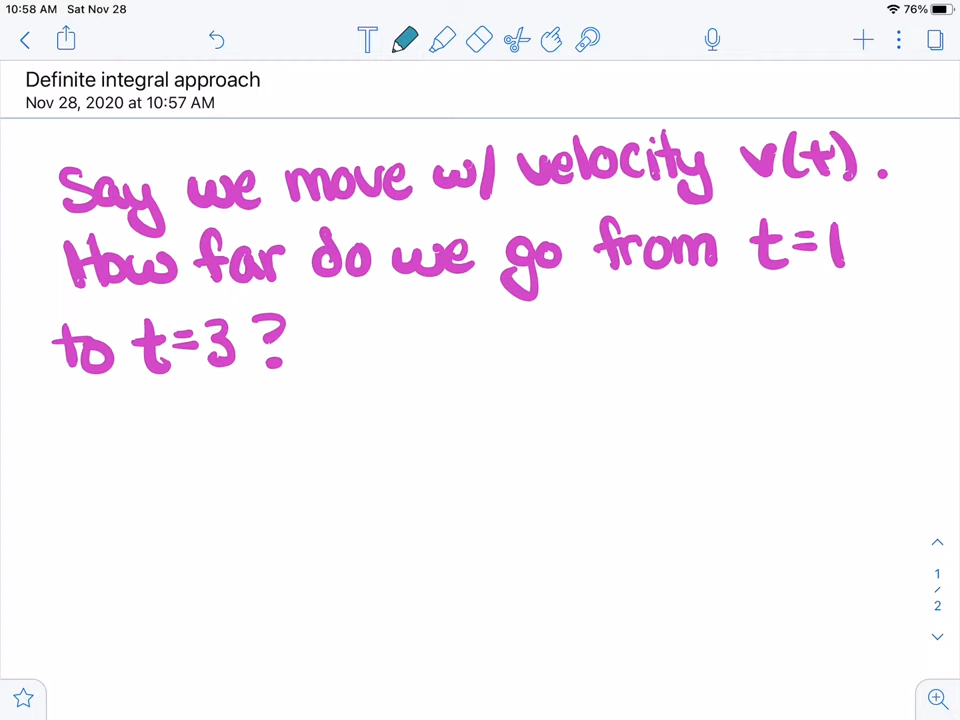 10:58 AM Sat Nov 28
76%
Definite integral approach
Nov 28, 2020 at 10:57 AM
Say we move w/ velocity v(t).
How far do we go from t=1
to t=3?
1
/
2